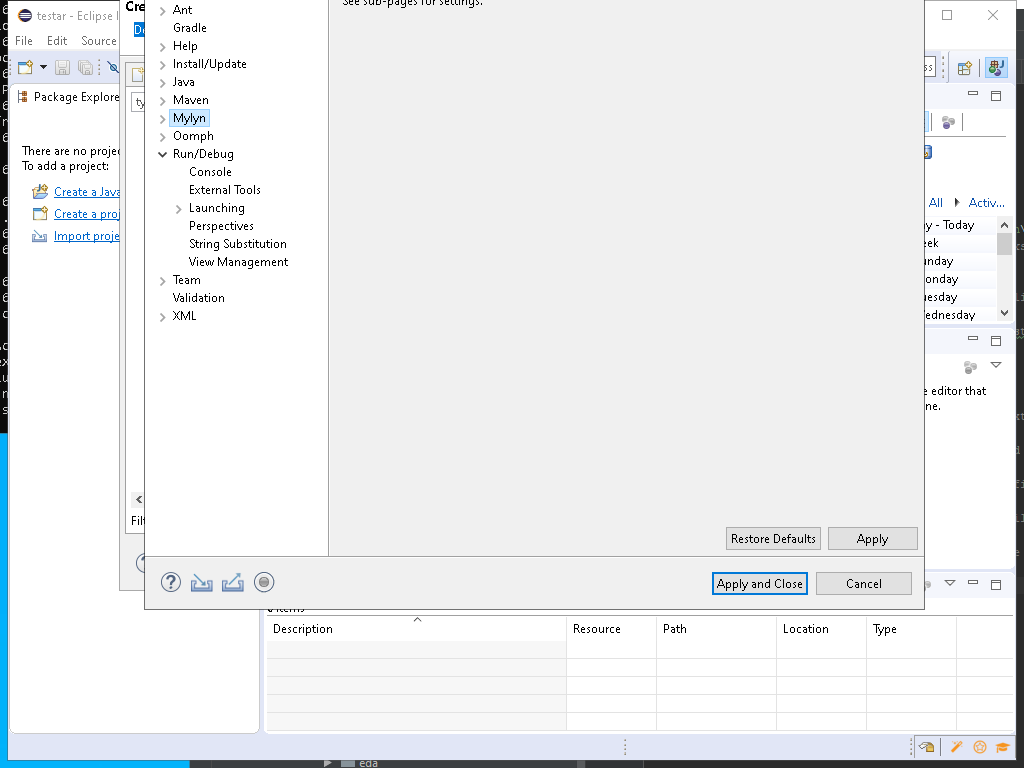 testar - Eclipse I
Cre
File Edit Source
See sub-pages for settings.
Ant
Gradle
Help
Install/Update
Java
Maven
Mylyn
Oomph
Run/Debug
Console
External Tools
Launching
Perspectives
String Substitution
View Management
Team
Validation
XML
Package Explore
ty
There are no projec
To add a project:
Create a Java
Create a proj
Import proje
Filt
All Activ...
y - Today
eek
unday
onday
uesday
ednesday
e editor that
ne.
Restore Defaults Apply
Apply and Close Cancel
Description Resource Path Location Type
eda